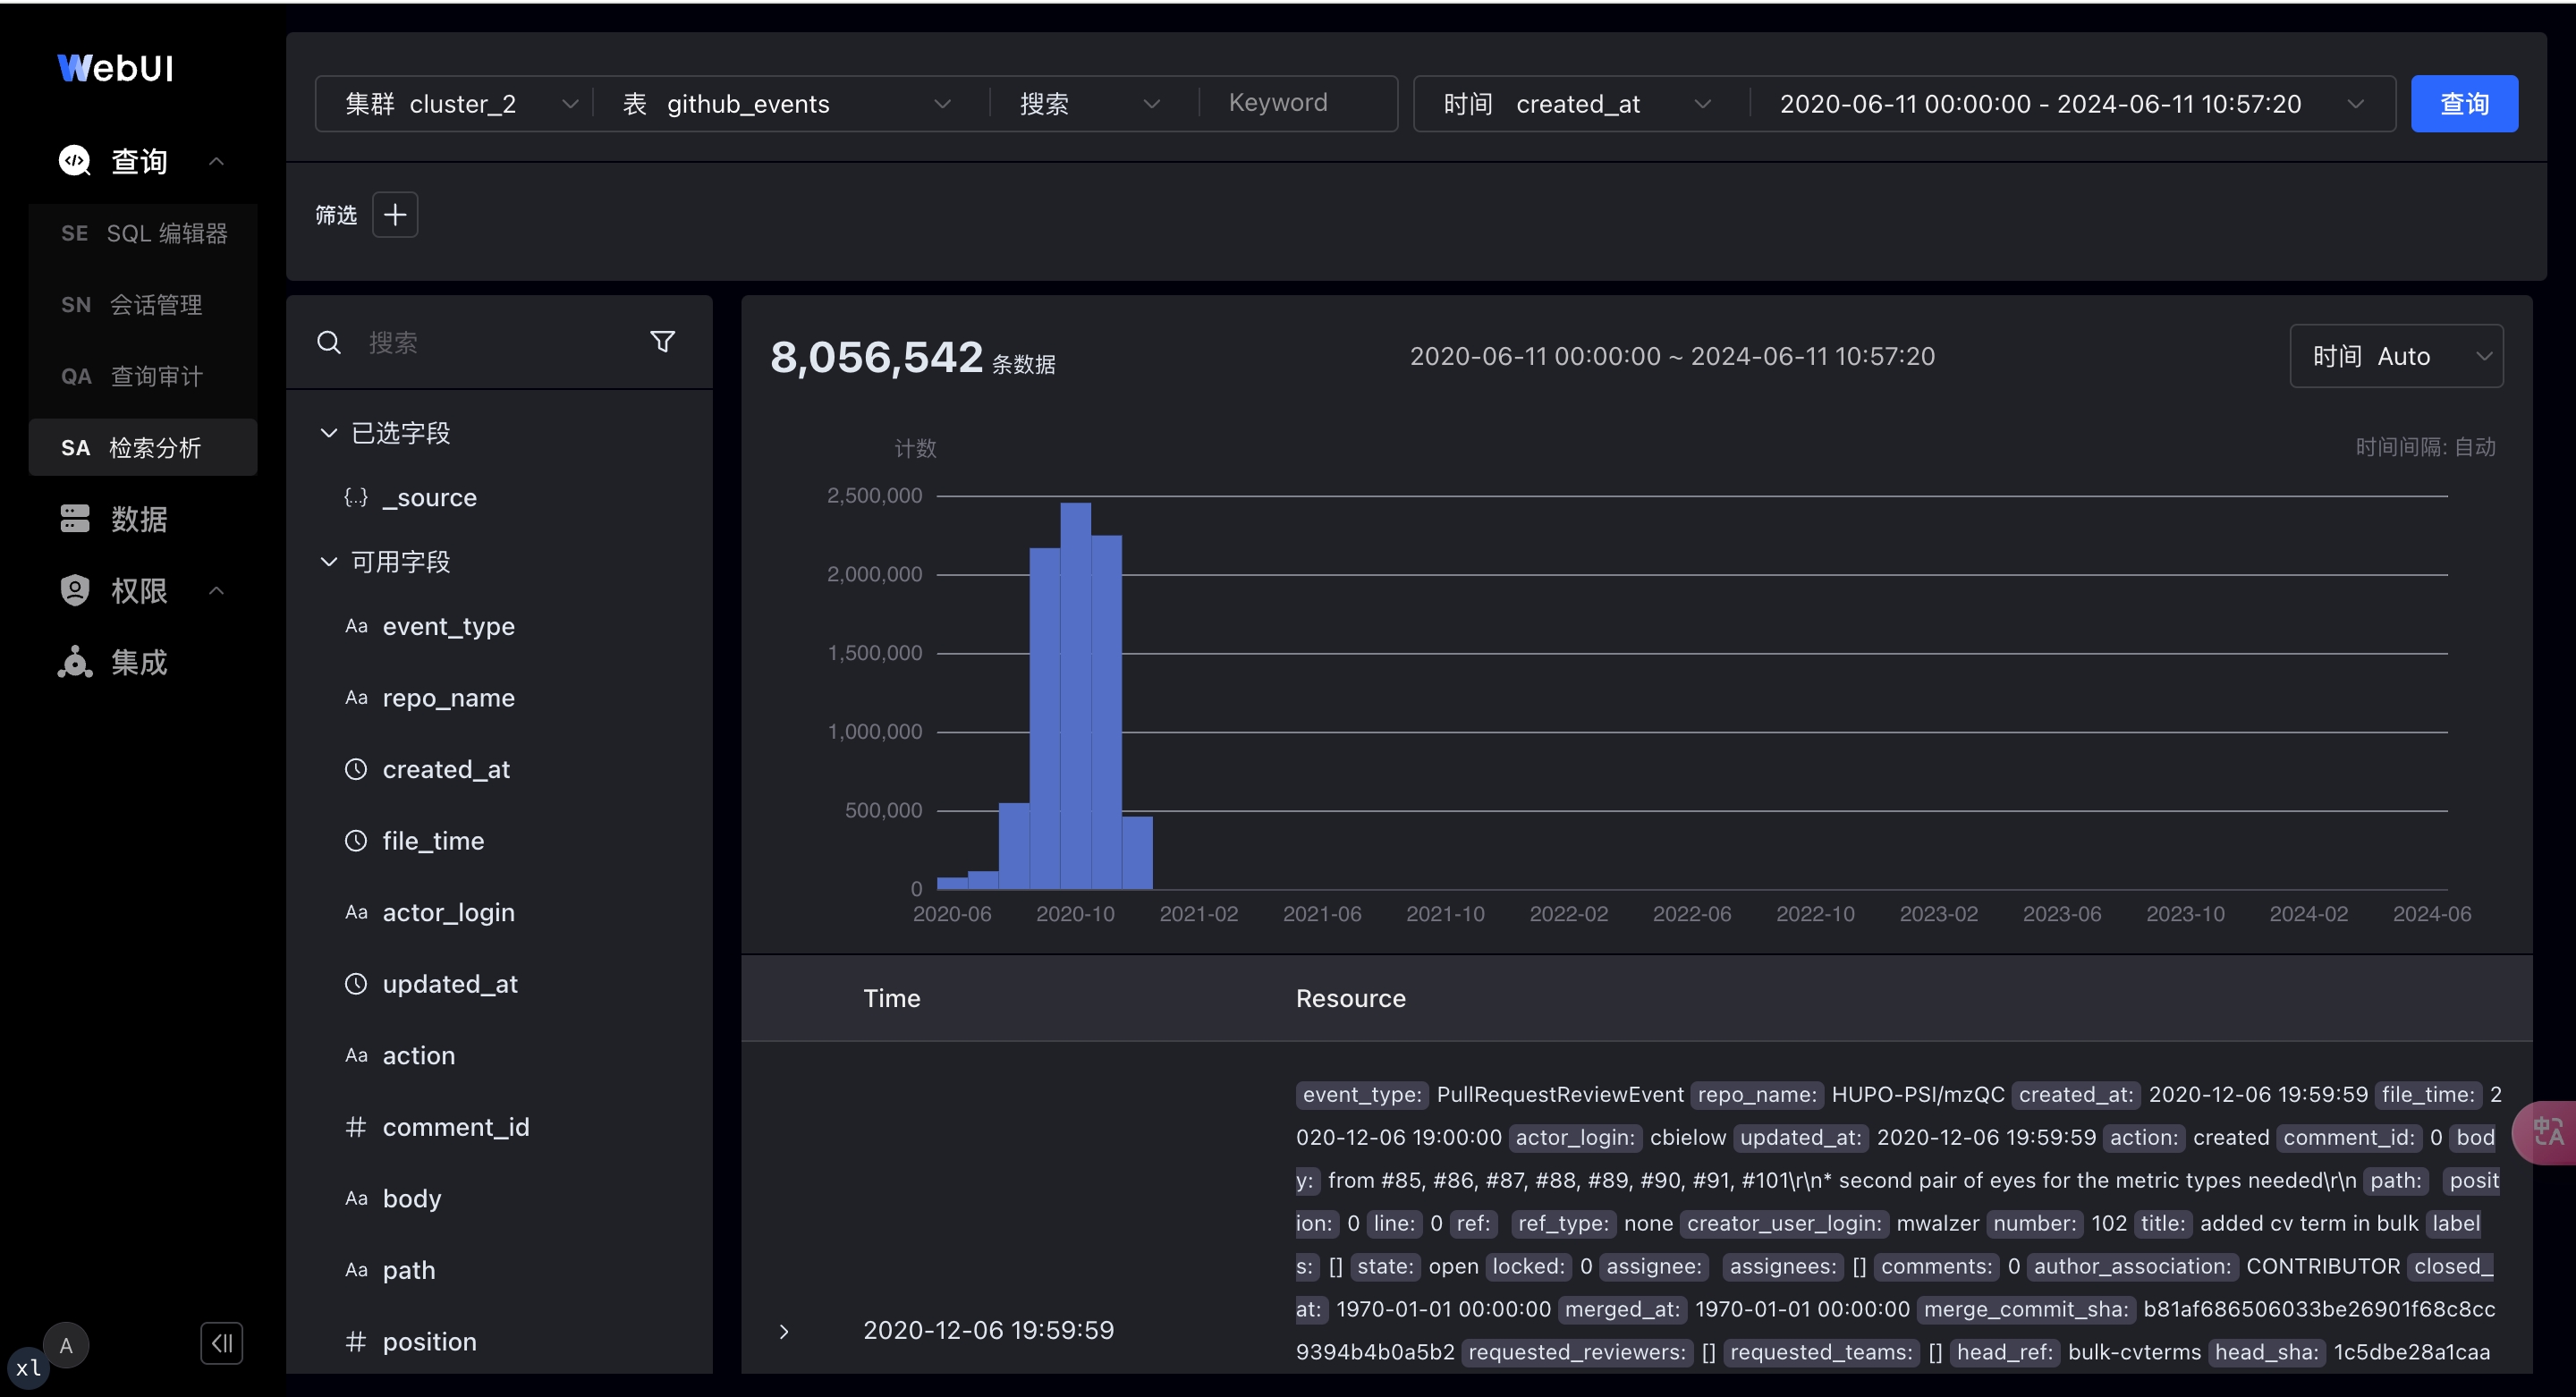 WebUI
查询
SE SQL 编辑器
SN 会话管理
QA 查询审计
SA 检索分析
数据
权限
集成
A
xl
集群 cluster_2 表 github_events 搜索 Keyword 时间 created_at 2020-06-11 00:00:00 - 2024-06-11 10:57:20 查询
筛选
搜索
已选字段
{...} _source
可用字段
Aa event_type
Aa repo_name
created_at
file_time
Aa actor_login
updated_at
Aa action
# comment_id
Aa body
Aa path
# position
8,056,542 条数据 2020-06-11 00:00:00 ~ 2024-06-11 10:57:20 时间 Auto
计数 时间间隔: 自动
2,500,000
2,000,000
1,500,000
1,000,000
500,000
0
2020-06 2020-10 2021-02 2021-06 2021-10 2022-02 2022-06 2022-10 2023-02 2023-06 2023-10 2024-02 2024-06
Time Resource
2020-12-06 19:59:59
event_type: PullRequestReviewEvent repo_name: HUPO-PSI/mzQC created_at: 2020-12-06 19:59:59 file_time: 2
020-12-06 19:00:00 actor_login: cbielow updated_at: 2020-12-06 19:59:59 action: created comment_id: 0 bod
y: from #85, #86, #87, #88, #89, #90, #91, #101\r\n* second pair of eyes for the metric types needed\r\n path: posit
ion: 0 line: 0 ref: ref_type: none creator_user_login: mwalzer number: 102 title: added cv term in bulk label
s: [] state: open locked: 0 assignee: assignees: [] comments: 0 author_association: CONTRIBUTOR closed_
at: 1970-01-01 00:00:00 merged_at: 1970-01-01 00:00:00 merge_commit_sha: b81af686506033be26901f68c8cc
9394b4b0a5b2 requested_reviewers: [] requested_teams: [] head_ref: bulk-cvterms head_sha: 1c5dbe28a1caa
中A